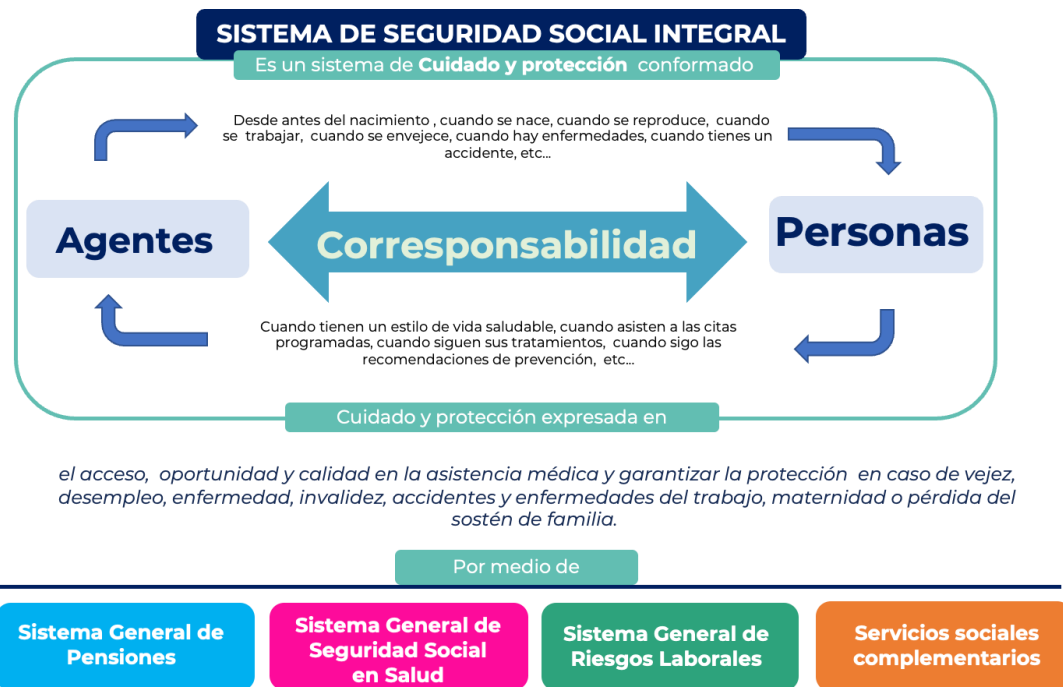 SISTEMA DE SEGURIDAD SOCIAL INTEGRAL
Es un sistema de Cuidado y protección conformado
Desde antes del nacimiento , cuando se nace, cuando se reproduce, cuando
se trabajar, cuando se envejece, cuando hay enfermedades, cuando tienes un
accidente, etc...
Agentes
Corresponsabilidad
Personas
Cuando tienen un estilo de vida saludable, cuando asisten a las citas
programadas, cuando siguen sus tratamientos, cuando sigo las
recomendaciones de prevención, etc...
Cuidado y protección expresada en
el acceso, oportunidad y calidad en la asistencia médica y garantizar la protección en caso de vejez,
desempleo, enfermedad, invalidez, accidentes y enfermedades del trabajo, maternidad o pérdida del
sostén de familia.
Por medio de
Sistema General de
Pensiones
Sistema General de
Seguridad Social
en Salud
Sistema General de
Riesgos Laborales
Servicios sociales
complementarios